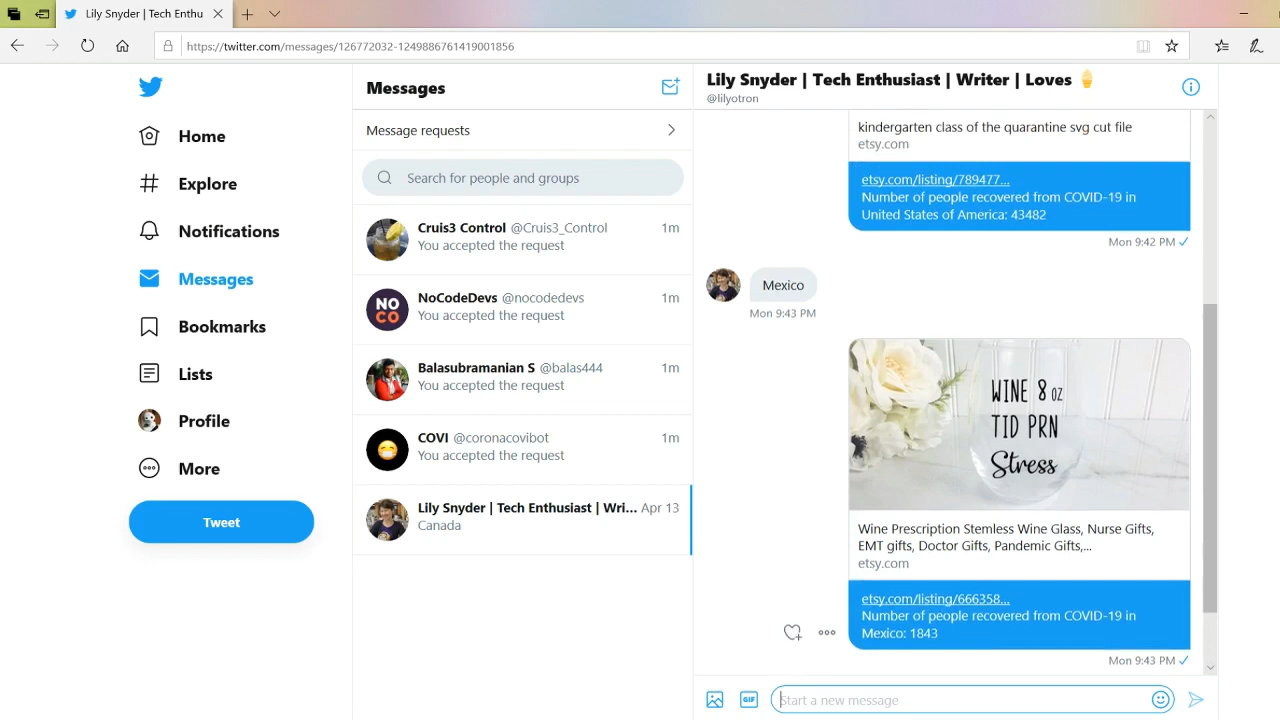 Lily Snyder | Tech Enthu
https://twitter.com/messages/126772032-1249886761419001856
Home
Explore
Notifications
Messages
Bookmarks
Lists
Profile
More
Tweet
Messages
Message requests
Search for people and groups
Cruis3 Control @Cruis3_Control 1m
You accepted the request
NO
CO
NoCodeDevs @nocodedevs 1m
You accepted the request
Balasubramanian S @balas444 1m
You accepted the request
COVI @coronacovibot 1m
You accepted the request
Lily Snyder | Tech Enthusiast | Wri... Apr 13
Canada
Lily Snyder | Tech Enthusiast | Writer | Loves 🍦
@lilyotron
kindergarten class of the quarantine svg cut file
etsy.com
etsy.com/listing/789477...
Number of people recovered from COVID-19 in
United States of America: 43482
Mon 9:42 PM
Mexico
Mon 9:43 PM
WINE 8 OZ
TID PRN
Stress
Wine Prescription Stemless Wine Glass, Nurse Gifts,
EMT gifts, Doctor Gifts, Pandemic Gifts,...
etsy.com
etsy.com/listing/666358...
Number of people recovered from COVID-19 in
Mexico: 1843
Mon 9:43 PM
GIF
Start a new message